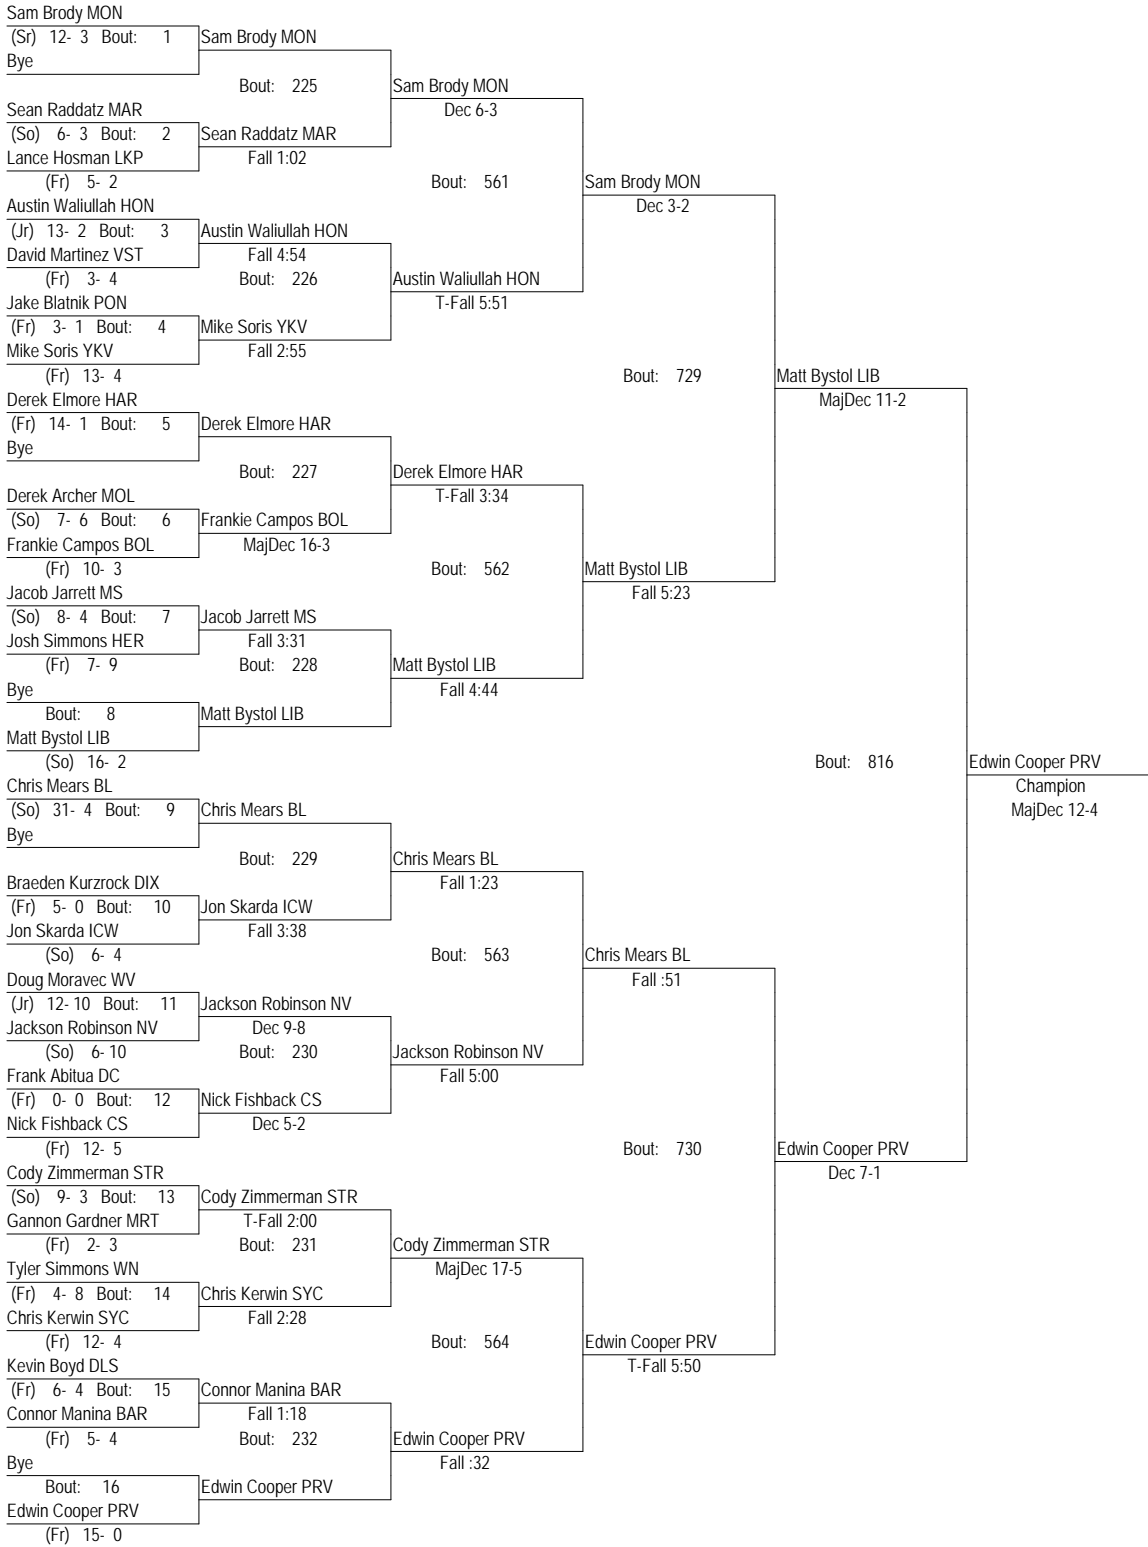 Sam Brody MON
(Sr) 12- 3 Bout: 1 Sam Brody MON
Bye
Bout: 225 Sam Brody MON
Sean Raddatz MAR Dec 6-3
(So) 6- 3 Bout: 2 Sean Raddatz MAR
Lance Hosman LKP Fall 1:02
(Fr) 5- 2 Bout: 561 Sam Brody MON
Austin Waliullah HON Dec 3-2
(Jr) 13- 2 Bout: 3 Austin Waliullah HON
David Martinez VST Fall 4:54
(Fr) 3- 4 Bout: 226 Austin Waliullah HON
Jake Blatnik PON T-Fall 5:51
(Fr) 3- 1 Bout: 4 Mike Soris YKV
Mike Soris YKV Fall 2:55
(Fr) 13- 4 Bout: 729 Matt Bystol LIB
Derek Elmore HAR MajDec 11-2
(Fr) 14- 1 Bout: 5 Derek Elmore HAR
Bye
Bout: 227 Derek Elmore HAR
Derek Archer MOL T-Fall 3:34
(So) 7- 6 Bout: 6 Frankie Campos BOL
Frankie Campos BOL MajDec 16-3
(Fr) 10- 3 Bout: 562 Matt Bystol LIB
Jacob Jarrett MS Fall 5:23
(So) 8- 4 Bout: 7 Jacob Jarrett MS
Josh Simmons HER Fall 3:31
(Fr) 7- 9 Bout: 228 Matt Bystol LIB
Bye Fall 4:44
Bout: 8 Matt Bystol LIB
Matt Bystol LIB
(So) 16- 2 Bout: 816 Edwin Cooper PRV
Chris Mears BL Champion
(So) 31- 4 Bout: 9 Chris Mears BL MajDec 12-4
Bye
Bout: 229 Chris Mears BL
Braeden Kurzrock DIX Fall 1:23
(Fr) 5- 0 Bout: 10 Jon Skarda ICW
Jon Skarda ICW Fall 3:38
(So) 6- 4 Bout: 563 Chris Mears BL
Doug Moravec WV Fall :51
(Jr) 12- 10 Bout: 11 Jackson Robinson NV
Jackson Robinson NV Dec 9-8
(So) 6- 10 Bout: 230 Jackson Robinson NV
Frank Abitua DC Fall 5:00
(Fr) 0- 0 Bout: 12 Nick Fishback CS
Nick Fishback CS Dec 5-2
(Fr) 12- 5 Bout: 730 Edwin Cooper PRV
Cody Zimmerman STR Dec 7-1
(So) 9- 3 Bout: 13 Cody Zimmerman STR
Gannon Gardner MRT T-Fall 2:00
(Fr) 2- 3 Bout: 231 Cody Zimmerman STR
Tyler Simmons WN MajDec 17-5
(Fr) 4- 8 Bout: 14 Chris Kerwin SYC
Chris Kerwin SYC Fall 2:28
(Fr) 12- 4 Bout: 564 Edwin Cooper PRV
Kevin Boyd DLS T-Fall 5:50
(Fr) 6- 4 Bout: 15 Connor Manina BAR
Connor Manina BAR Fall 1:18
(Fr) 5- 4 Bout: 232 Edwin Cooper PRV
Bye Fall :32
Bout: 16 Edwin Cooper PRV
Edwin Cooper PRV
(Fr) 15- 0